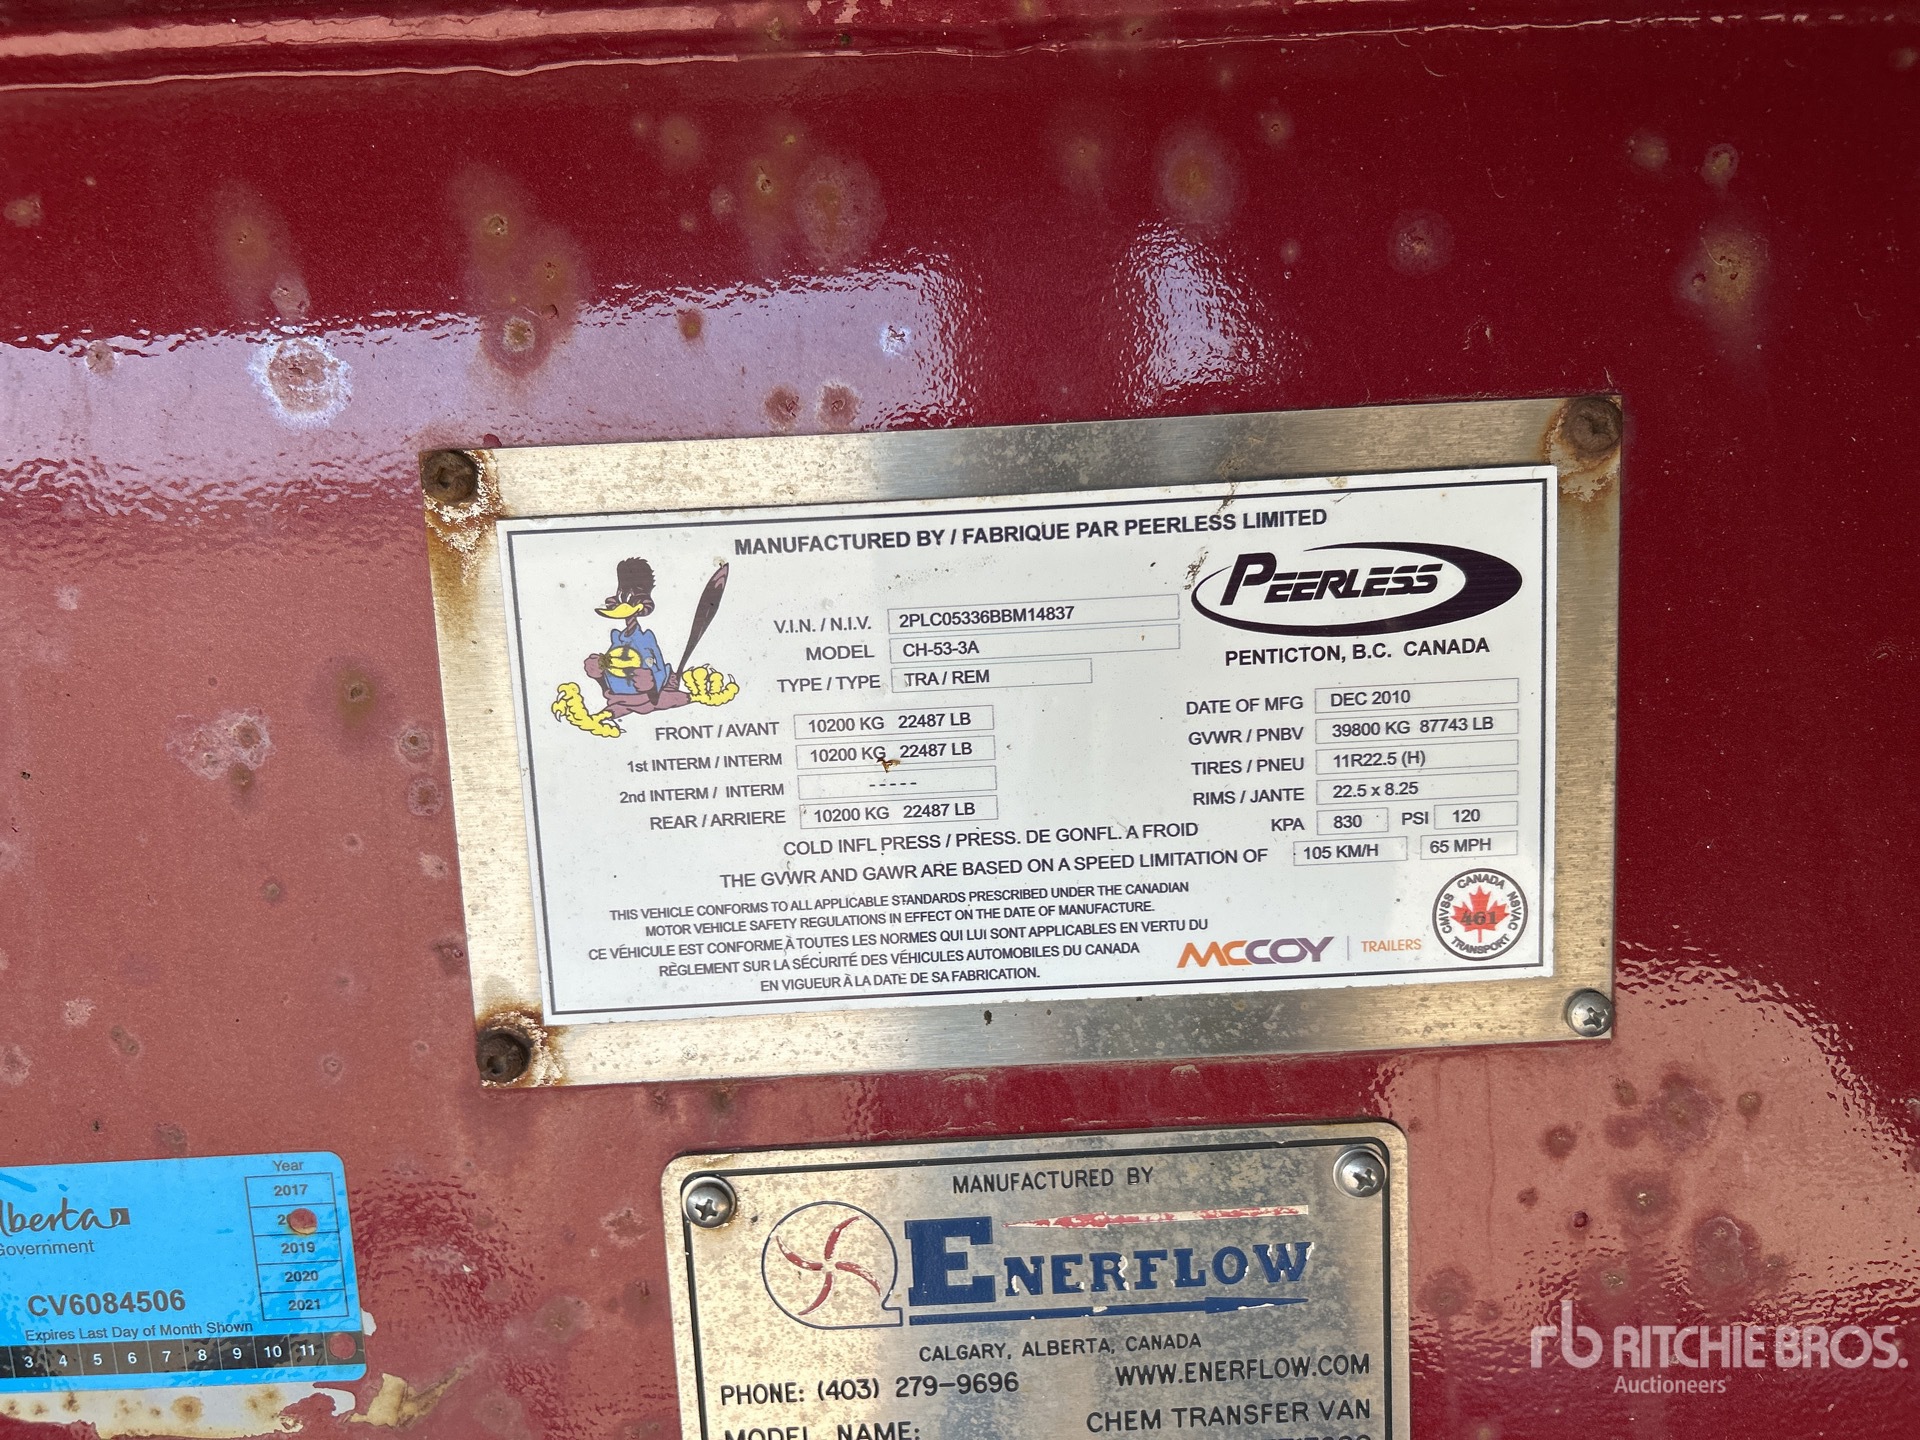 MANUFACTURED BY / FABRIQUE PAR PEERLESS LIMITED
PEERLESS
PENTICTON, B.C. CANADA
V.I.N. / N.I.V. 2PLC05336BBM14837
MODEL CH-53-3A
TYPE / TYPE TRA / REM
FRONT / AVANT 10200 KG 22487 LB
1st INTERM / INTERM 10200 KG 22487 LB
2nd INTERM / INTERM -----
REAR / ARRIERE 10200 KG 22487 LB
DATE OF MFG DEC 2010
GVWR / PNBV 39800 KG 87743 LB
TIRES / PNEU 11R22.5 (H)
RIMS / JANTE 22.5 x 8.25
COLD INFL PRESS / PRESS. DE GONFL. A FROID KPA 830 PSI 120
THE GVWR AND GAWR ARE BASED ON A SPEED LIMITATION OF 105 KM/H 65 MPH
THIS VEHICLE CONFORMS TO ALL APPLICABLE STANDARDS PRESCRIBED UNDER THE CANADIAN
MOTOR VEHICLE SAFETY REGULATIONS IN EFFECT ON THE DATE OF MANUFACTURE.
CE VÉHICULE EST CONFORME À TOUTES LES NORMES QUI LUI SONT APPLICABLES EN VERTU DU
RÈGLEMENT SUR LA SÉCURITÉ DES VÉHICULES AUTOMOBILES DU CANADA
EN VIGUEUR À LA DATE DE SA FABRICATION.
MCCOY | TRAILERS
CMVSS CANADA NSVAC
461
TRANSPORT
Year
2017
2019
2020
2021
Government
CV6084506
Expires Last Day of Month Shown
3 4 5 6 7 8 9 10 11
MANUFACTURED BY
ENERFLOW
CALGARY, ALBERTA, CANADA
PHONE: (403) 279-9696 WWW.ENERFLOW.COM
MODEL NAME: CHEM TRANSFER VAN
rb RITCHIE BROS.
Auctioneers